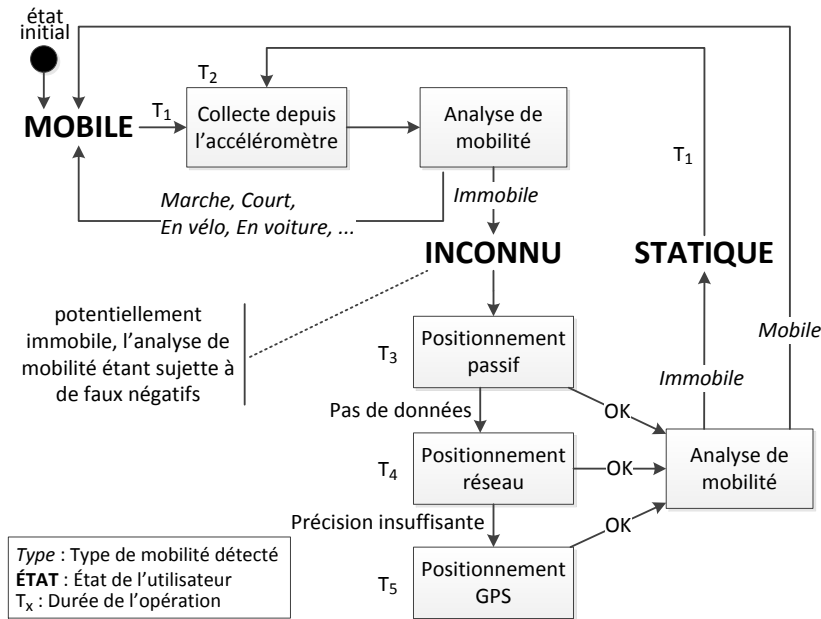 état
initial
MOBILE
T1
T2
Collecte depuis
l'accéléromètre
Analyse de
mobilité
Marche, Court,
En vélo, En voiture, ...
Immobile
INCONNU
STATIQUE
T1
potentiellement
immobile, l'analyse de
mobilité étant sujette à
de faux négatifs
T3
Positionnement
passif
Pas de données
OK
Immobile
Mobile
T4
Positionnement
réseau
OK
Analyse de
mobilité
Précision insuffisante
OK
T5
Positionnement
GPS
Type : Type de mobilité détecté
ÉTAT : État de l'utilisateur
Tx : Durée de l'opération